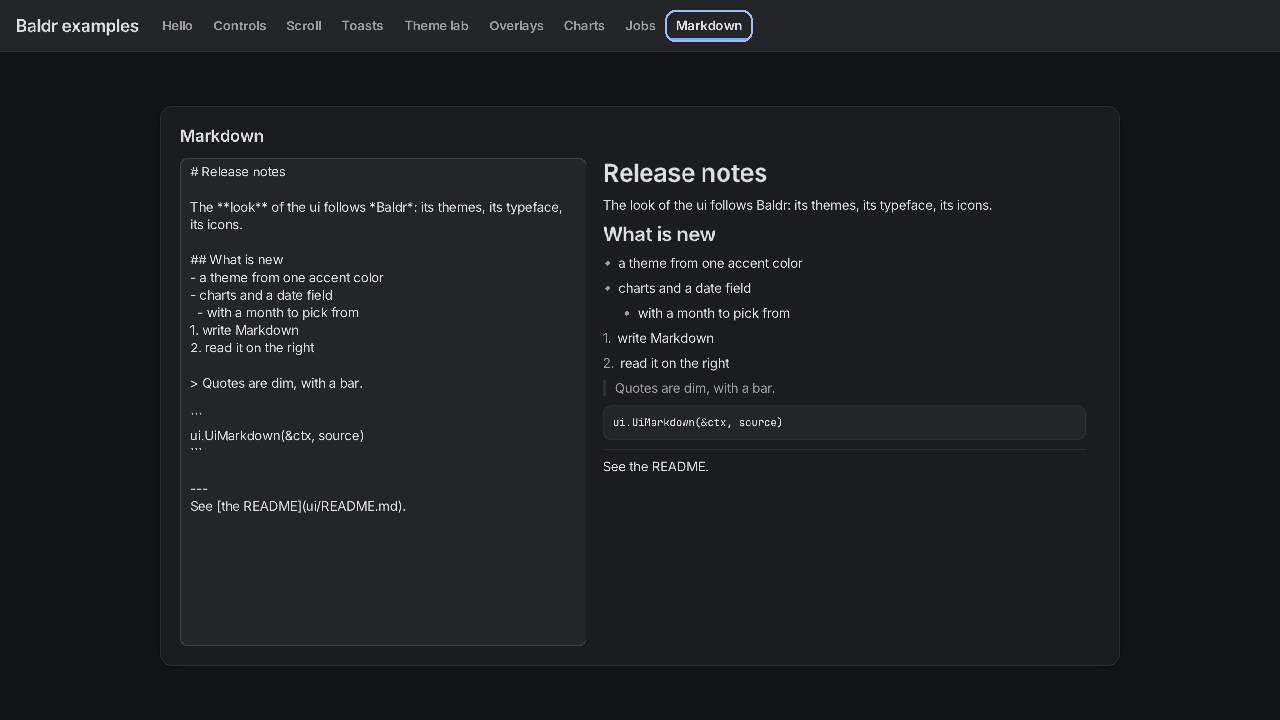 Baldr examples Hello Controls Scroll Toasts Theme lab Overlays Charts Jobs Markdown
Markdown
# Release notes
The **look** of the ui follows *Baldr*: its themes, its typeface,
its icons.
## What is new
- a theme from one accent color
- charts and a date field
  - with a month to pick from
1. write Markdown
2. read it on the right
> Quotes are dim, with a bar.
```
ui.UiMarkdown(&ctx, source)
```
---
See [the README](ui/README.md).
Release notes
The look of the ui follows Baldr: its themes, its typeface, its icons.
What is new
• a theme from one accent color
• charts and a date field
• with a month to pick from
1. write Markdown
2. read it on the right
Quotes are dim, with a bar.
ui.UiMarkdown(&ctx, source)
See the README.